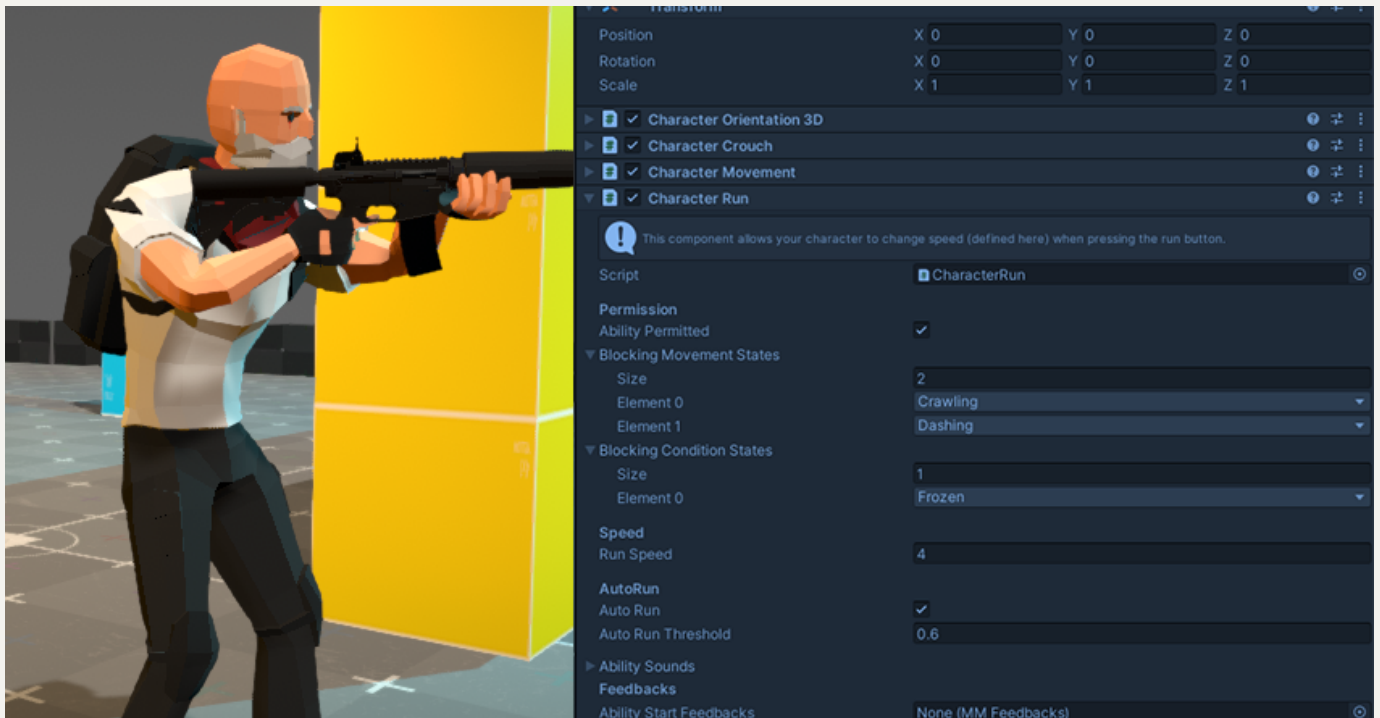 Transform
Position X 0 Y 0 Z 0
Rotation X 0 Y 0 Z 0
Scale X 1 Y 1 Z 1
Character Orientation 3D
Character Crouch
Character Movement
Character Run
This component allows your character to change speed (defined here) when pressing the run button.
Script CharacterRun
Permission
Ability Permitted
Blocking Movement States
Size 2
Element 0 Crawling
Element 1 Dashing
Blocking Condition States
Size 1
Element 0 Frozen
Speed
Run Speed 4
AutoRun
Auto Run
Auto Run Threshold 0.6
Ability Sounds
Feedbacks
Ability Start Feedbacks None (MM Feedbacks)